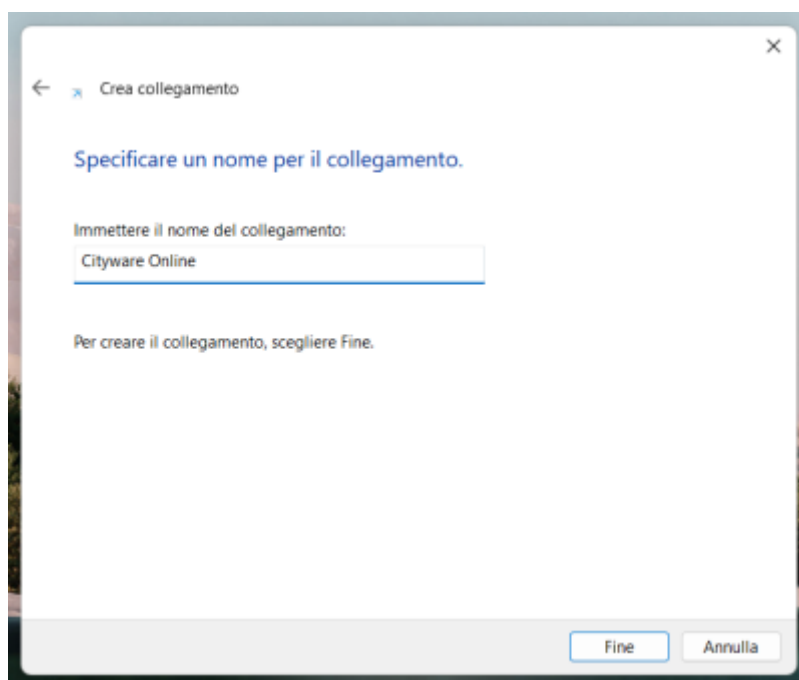 Crea collegamento
Specificare un nome per il collegamento.
Immettere il nome del collegamento:
Cityware Online
Per creare il collegamento, scegliere Fine.
Fine Annulla